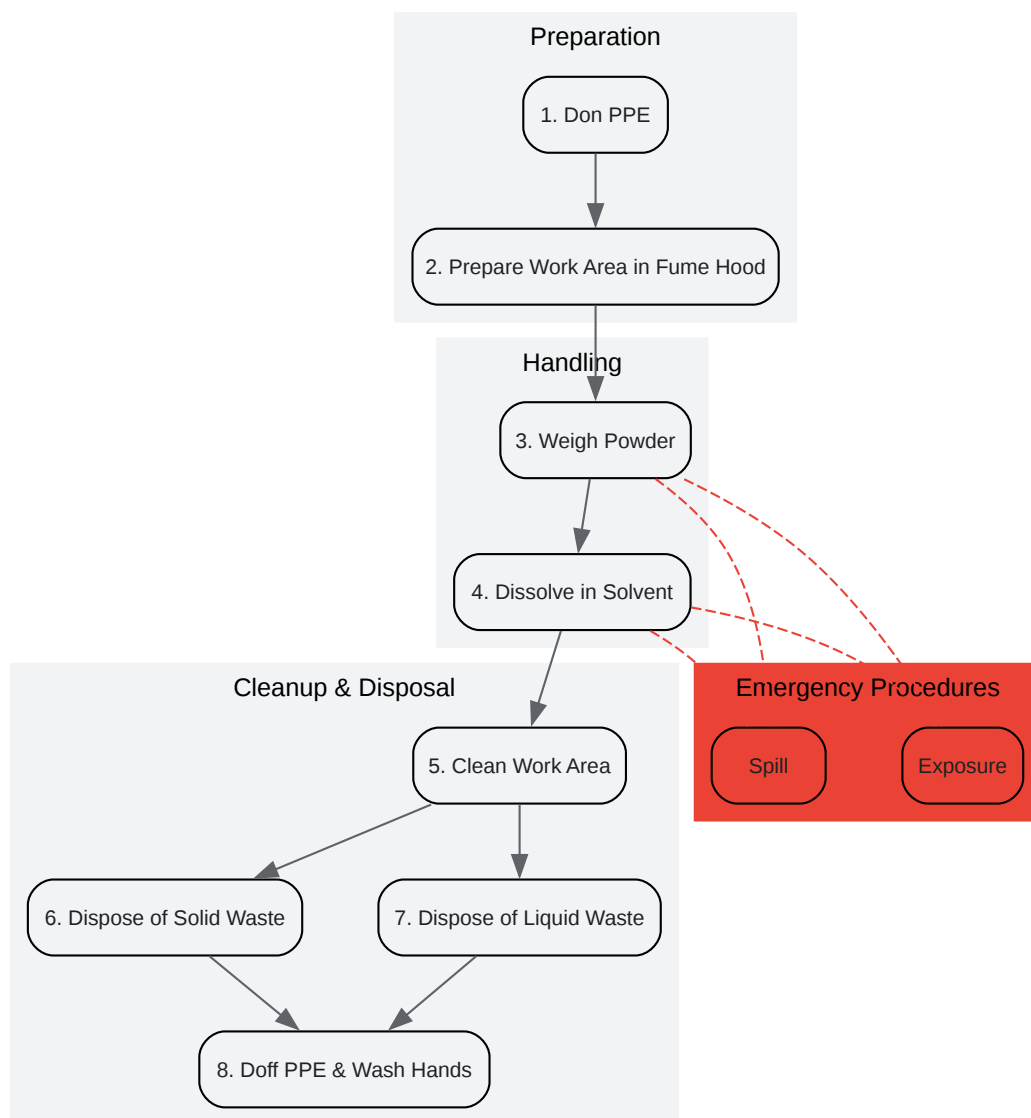 Preparation
1. Don PPE
2. Prepare Work Area in Fume Hood
Handling
3. Weigh Powder
4. Dissolve in Solvent
Cleanup & Disposal
Emergency Procedures
5. Clean Work Area
Spill
Exposure
6. Dispose of Solid Waste
7. Dispose of Liquid Waste
8. Doff PPE & Wash Hands